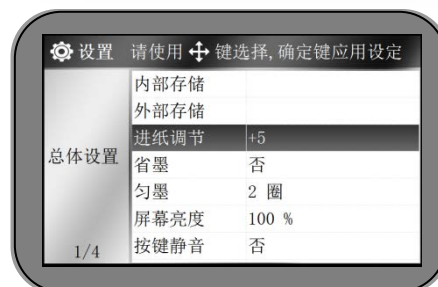 设置 请使用 键选择, 确定键应用设定
内部存储
外部存储
进纸调节 +5
总体设置
省墨 否
匀墨 2 圈
屏幕亮度 100 %
按键静音 否
1/4